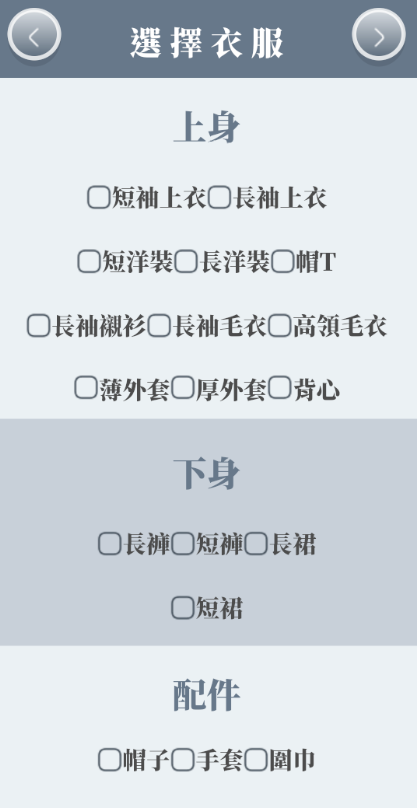 選擇衣服
上身
短袖上衣 長袖上衣
短洋裝 長洋裝 帽T
長袖襯衫 長袖毛衣 高領毛衣
薄外套 厚外套 背心
下身
長褲 短褲 長裙
短裙
配件
帽子 手套 圍巾